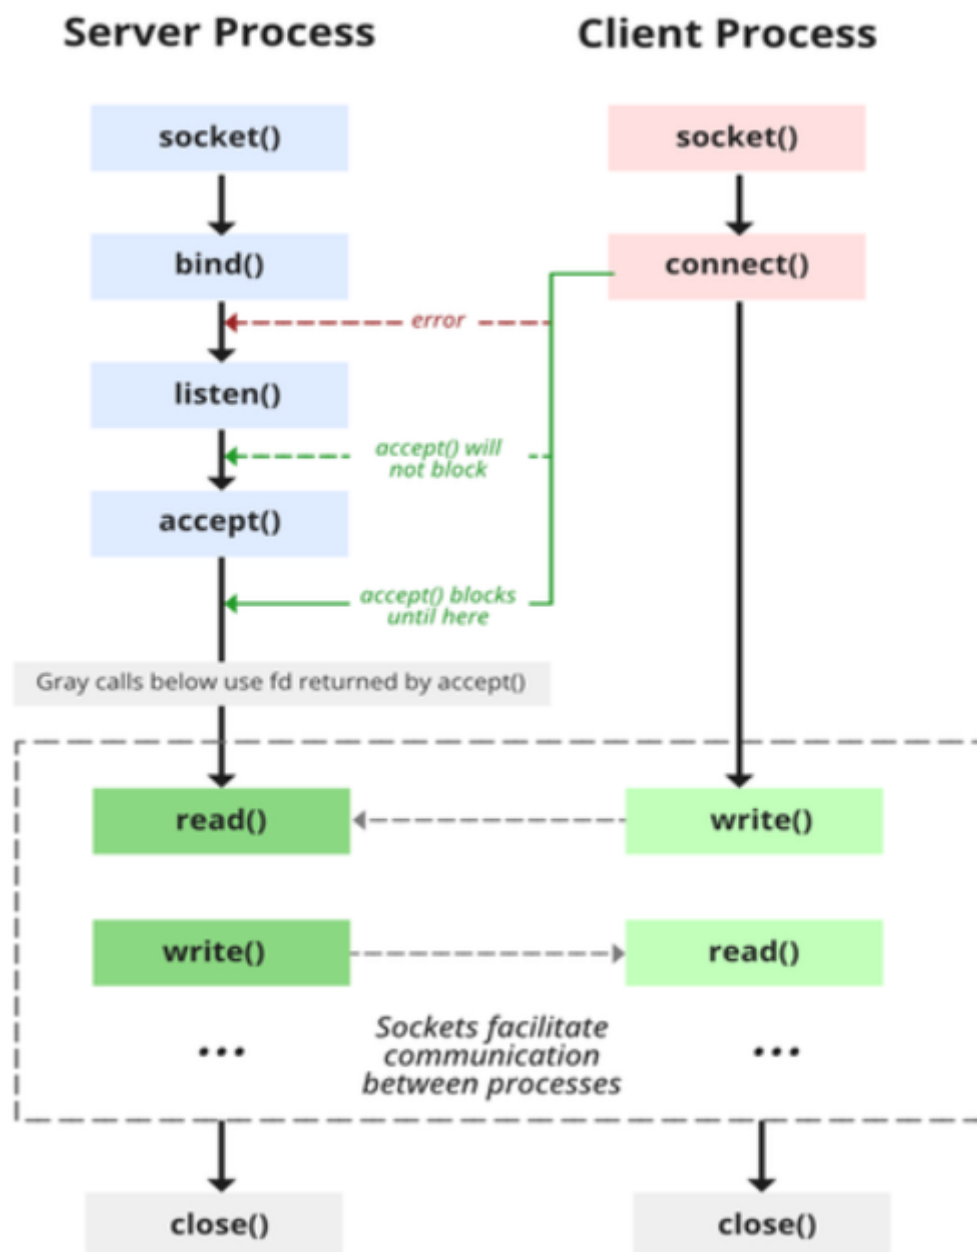 Server Process
Client Process
socket()
socket()
bind()
connect()
error
listen()
accept() will
not block
accept()
accept() blocks
until here
Gray calls below use fd returned by accept()
read()
write()
write()
read()
...
Sockets facilitate
communication
between processes
...
close()
close()